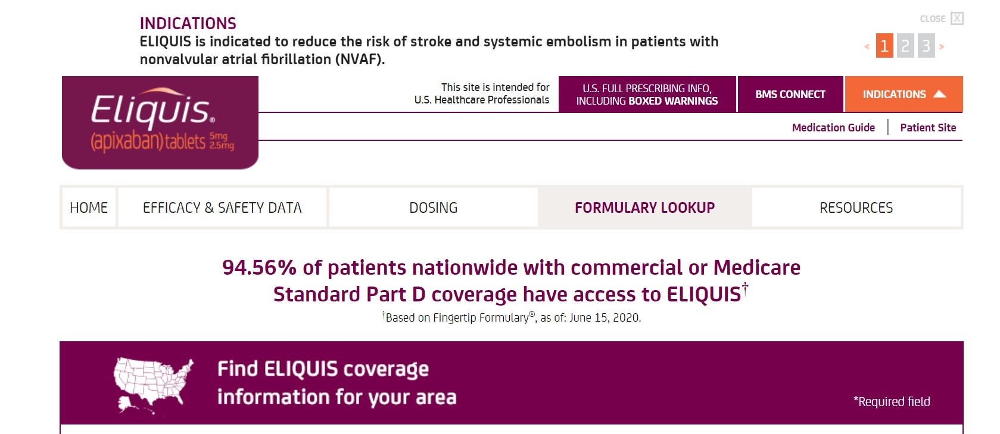 INDICATIONS
ELIQUIS is indicated to reduce the risk of stroke and systemic embolism in patients with
nonvalvular atrial fibrillation (NVAF).
CLOSE X
< 1 2 3 >
Eliquis®
(apixaban) tablets 5mg
2.5mg
This site is intended for
U.S. Healthcare Professionals
U.S. FULL PRESCRIBING INFO,
INCLUDING BOXED WARNINGS
BMS CONNECT
INDICATIONS
Medication Guide
Patient Site
HOME
EFFICACY & SAFETY DATA
DOSING
FORMULARY LOOKUP
RESOURCES
94.56% of patients nationwide with commercial or Medicare
Standard Part D coverage have access to ELIQUIS†
†Based on Fingertip Formulary®, as of: June 15, 2020.
Find ELIQUIS coverage
information for your area
*Required field